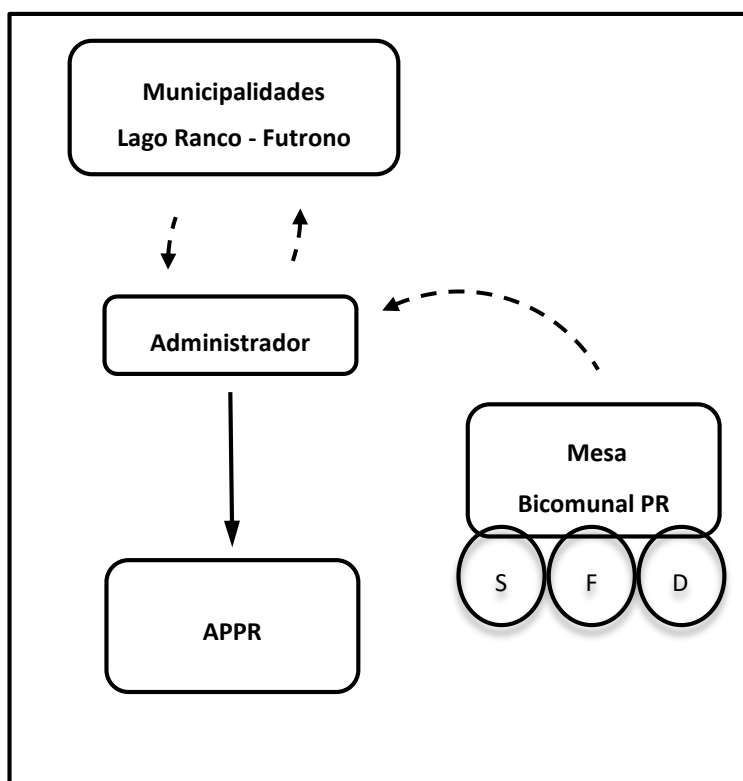 Municipalidades
Lago Ranco - Futrono
Administrador
Mesa
Bicomunal PR
S
F
D
APPR